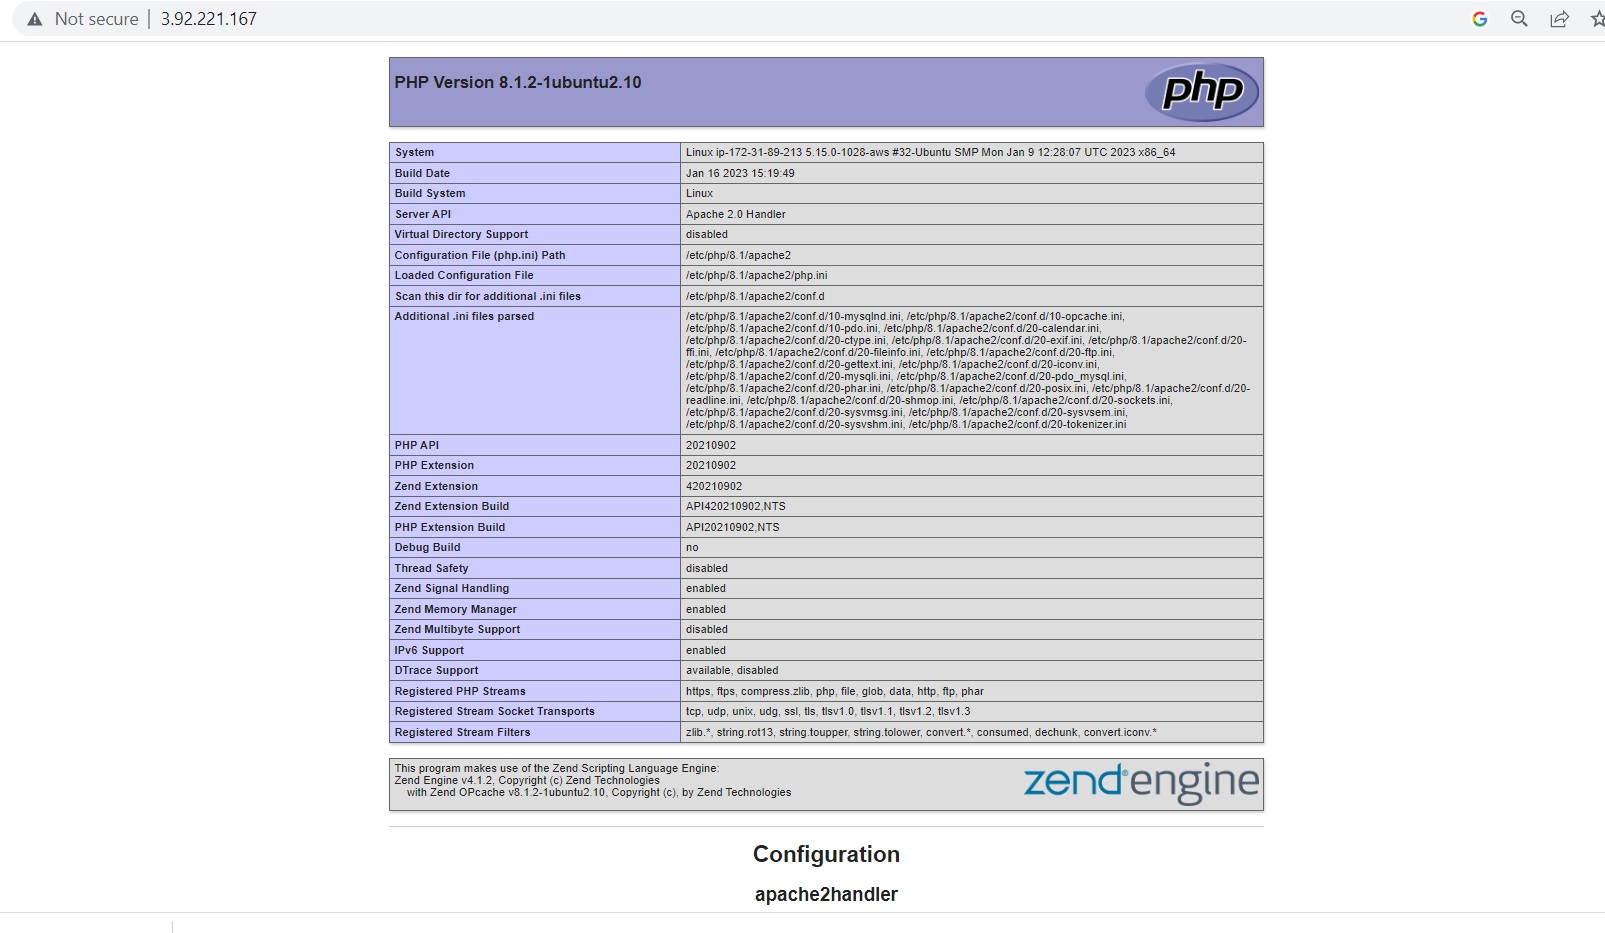 Not secure | 3.92.221.167
PHP Version 8.1.2-1ubuntu2.10
php
System Linux ip-172-31-89-213 5.15.0-1028-aws #32-Ubuntu SMP Mon Jan 9 12:28:07 UTC 2023 x86_64
Build Date Jan 16 2023 15:19:49
Build System Linux
Server API Apache 2.0 Handler
Virtual Directory Support disabled
Configuration File (php.ini) Path /etc/php/8.1/apache2
Loaded Configuration File /etc/php/8.1/apache2/php.ini
Scan this dir for additional .ini files /etc/php/8.1/apache2/conf.d
Additional .ini files parsed /etc/php/8.1/apache2/conf.d/10-mysqlnd.ini, /etc/php/8.1/apache2/conf.d/10-opcache.ini,
/etc/php/8.1/apache2/conf.d/10-pdo.ini, /etc/php/8.1/apache2/conf.d/20-calendar.ini,
/etc/php/8.1/apache2/conf.d/20-ctype.ini, /etc/php/8.1/apache2/conf.d/20-exif.ini, /etc/php/8.1/apache2/conf.d/20-
ffi.ini, /etc/php/8.1/apache2/conf.d/20-fileinfo.ini, /etc/php/8.1/apache2/conf.d/20-ftp.ini,
/etc/php/8.1/apache2/conf.d/20-gettext.ini, /etc/php/8.1/apache2/conf.d/20-iconv.ini,
/etc/php/8.1/apache2/conf.d/20-mysqli.ini, /etc/php/8.1/apache2/conf.d/20-pdo_mysql.ini,
/etc/php/8.1/apache2/conf.d/20-phar.ini, /etc/php/8.1/apache2/conf.d/20-posix.ini, /etc/php/8.1/apache2/conf.d/20-
readline.ini, /etc/php/8.1/apache2/conf.d/20-shmop.ini, /etc/php/8.1/apache2/conf.d/20-sockets.ini,
/etc/php/8.1/apache2/conf.d/20-sysvmsg.ini, /etc/php/8.1/apache2/conf.d/20-sysvsem.ini,
/etc/php/8.1/apache2/conf.d/20-sysvshm.ini, /etc/php/8.1/apache2/conf.d/20-tokenizer.ini
PHP API 20210902
PHP Extension 20210902
Zend Extension 420210902
Zend Extension Build API420210902,NTS
PHP Extension Build API20210902,NTS
Debug Build no
Thread Safety disabled
Zend Signal Handling enabled
Zend Memory Manager enabled
Zend Multibyte Support disabled
IPv6 Support enabled
DTrace Support available, disabled
Registered PHP Streams https, ftps, compress.zlib, php, file, glob, data, http, ftp, phar
Registered Stream Socket Transports tcp, udp, unix, udg, ssl, tls, tlsv1.0, tlsv1.1, tlsv1.2, tlsv1.3
Registered Stream Filters zlib.*, string.rot13, string.toupper, string.tolower, convert.*, consumed, dechunk, convert.iconv.*
This program makes use of the Zend Scripting Language Engine:
Zend Engine v4.1.2, Copyright (c) Zend Technologies
with Zend OPcache v8.1.2-1ubuntu2.10, Copyright (c), by Zend Technologies
zend® engine
Configuration
apache2handler